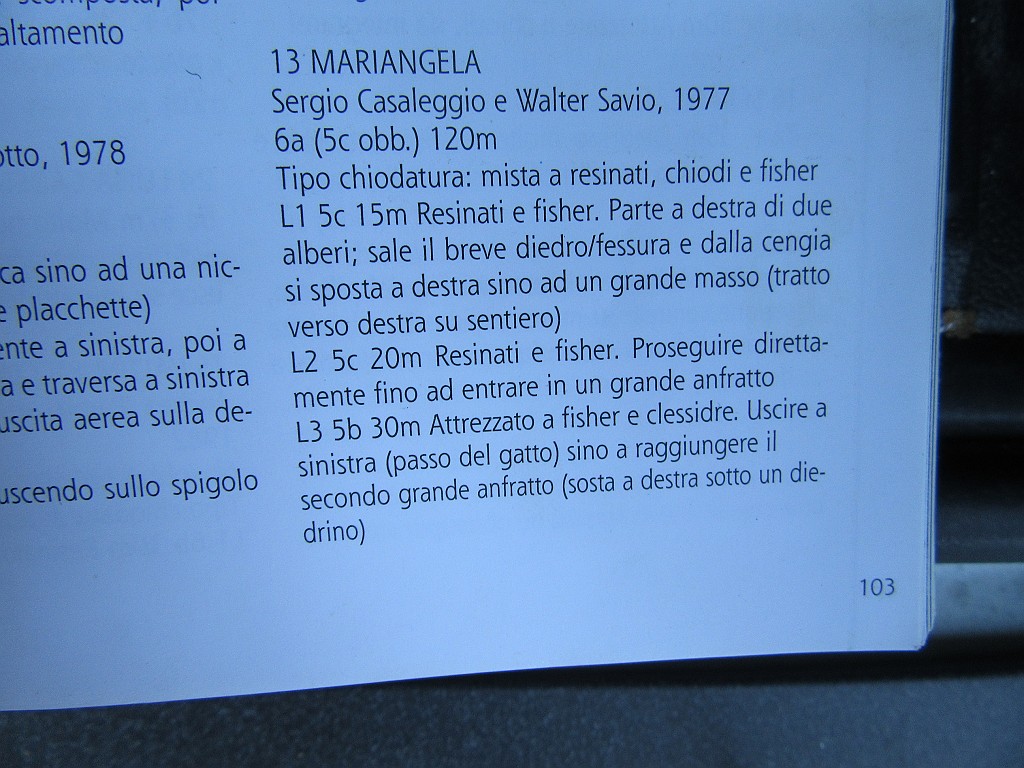 altamento
otto, 1978
ca sino ad una nic-
e placchette)
ente a sinistra, poi a
a e traversa a sinistra
uscita aerea sulla de-
uscendo sullo spigolo
13 MARIANGELA
Sergio Casaleggio e Walter Savio, 1977
6a (5c obb.) 120m
Tipo chiodatura: mista a resinati, chiodi e fisher
L1 5c 15m Resinati e fisher. Parte a destra di due
alberi; sale il breve diedro/fessura e dalla cengia
si sposta a destra sino ad un grande masso (tratto
verso destra su sentiero)
L2 5c 20m Resinati e fisher. Proseguire diretta-
mente fino ad entrare in un grande anfratto
L3 5b 30m Attrezzato a fisher e clessidre. Uscire a
sinistra (passo del gatto) sino a raggiungere il
secondo grande anfratto (sosta a destra sotto un die-
drino)
103